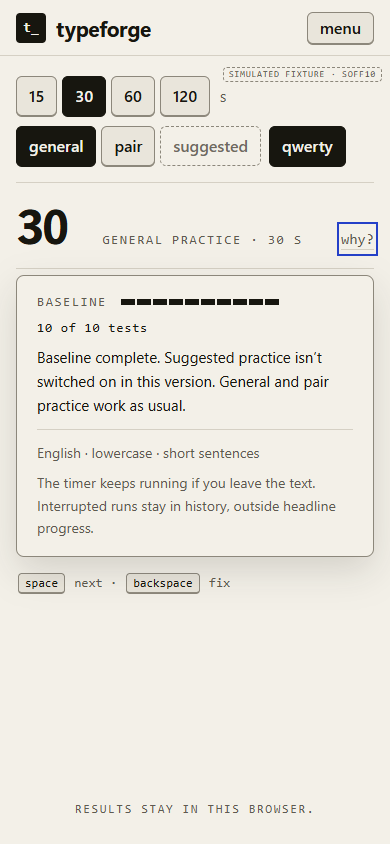 t_ typeforge menu
SIMULATED FIXTURE · SOFF10
15 30 60 120 s
general pair suggested qwerty
30 GENERAL PRACTICE · 30 S why?
BASELINE
10 of 10 tests
Baseline complete. Suggested practice isn't
switched on in this version. General and pair
practice work as usual.
English · lowercase · short sentences
The timer keeps running if you leave the text.
Interrupted runs stay in history, outside headline
progress.
space next · backspace fix
RESULTS STAY IN THIS BROWSER.